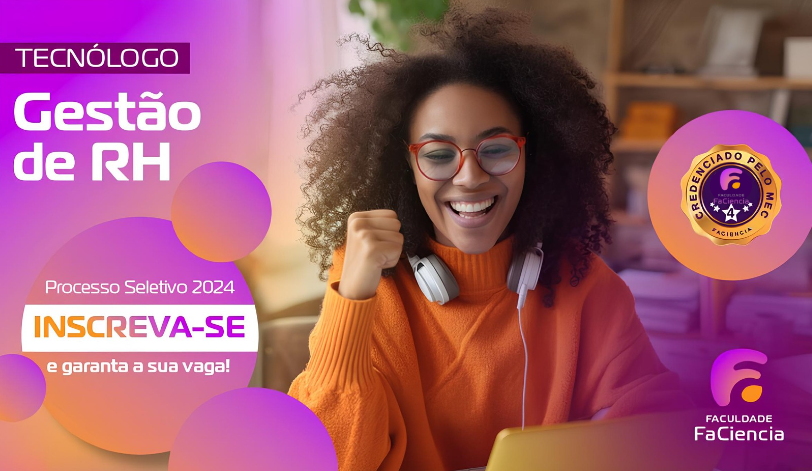 TECNÓLOGO
Gestão
de RH
Processo Seletivo 2024
INSCREVA-SE
e garanta a sua vaga!
CREDENCIADO PELO MEC
FACULDADE
FaCiencia
4
FACIENCIA
FACULDADE
FaCiencia